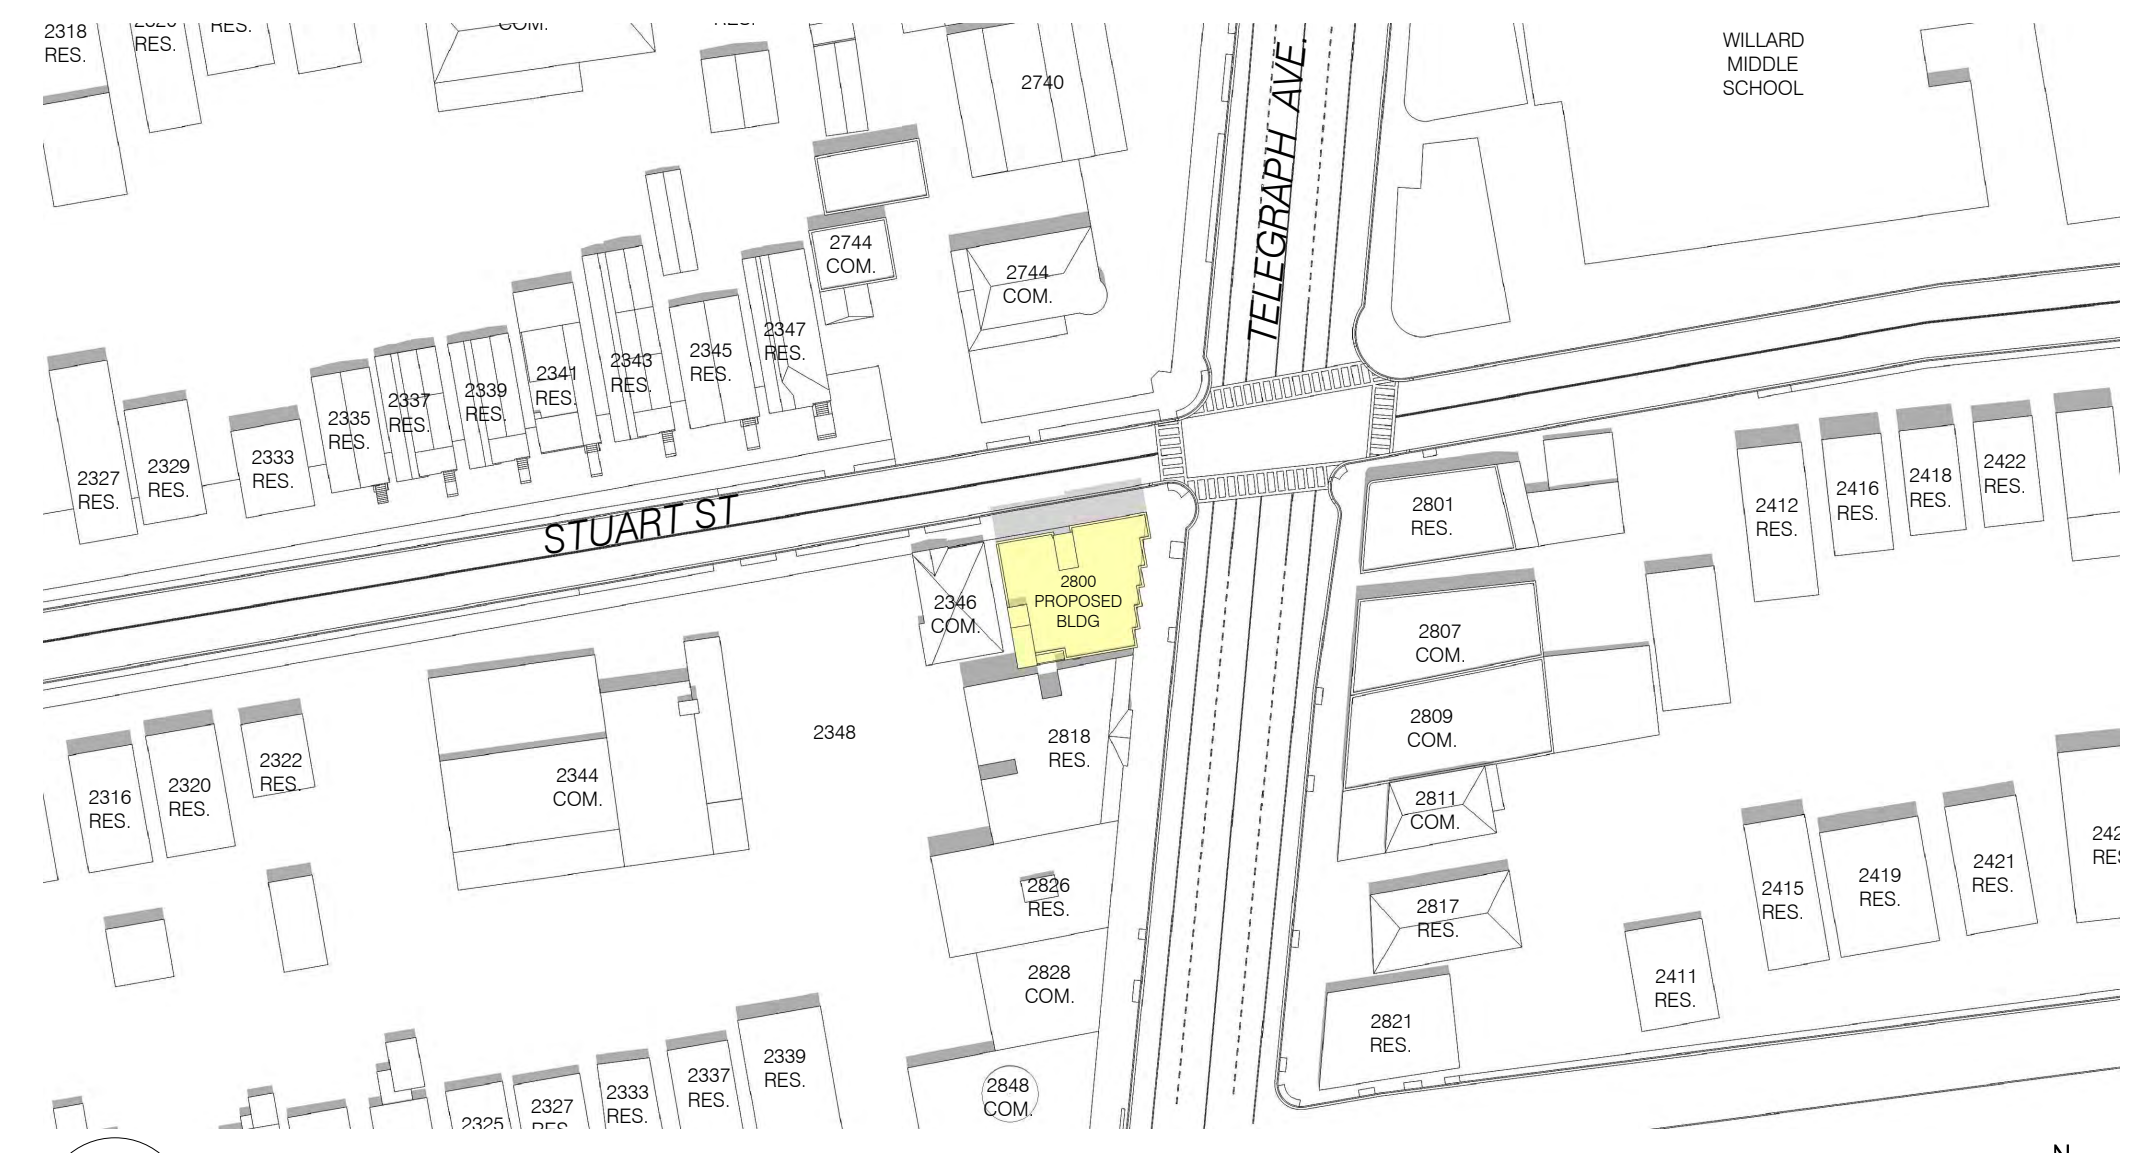 2318
RES.
RES.
RES.
COM.
2740
WILLARD
MIDDLE
SCHOOL
TELEGRAPH AVE.
2744
COM.
2744
COM.
2347
RES.
2345
RES.
2343
RES.
2341
RES.
2339
RES.
2337
RES.
2335
RES.
2333
RES.
2329
RES.
2327
RES.
STUART ST
2801
RES.
2412
RES.
2416
RES.
2418
RES.
2422
RES.
2346
COM.
2800
PROPOSED
BLDG
2807
COM.
2809
COM.
2818
RES.
2348
2344
COM.
2322
RES.
2320
RES.
2316
RES.
2811
COM.
2826
RES.
2817
RES.
2415
RES.
2419
RES.
2421
RES.
2828
COM.
2411
RES.
2821
RES.
2339
RES.
2337
RES.
2333
RES.
2327
RES.
2325
2848
COM.
N